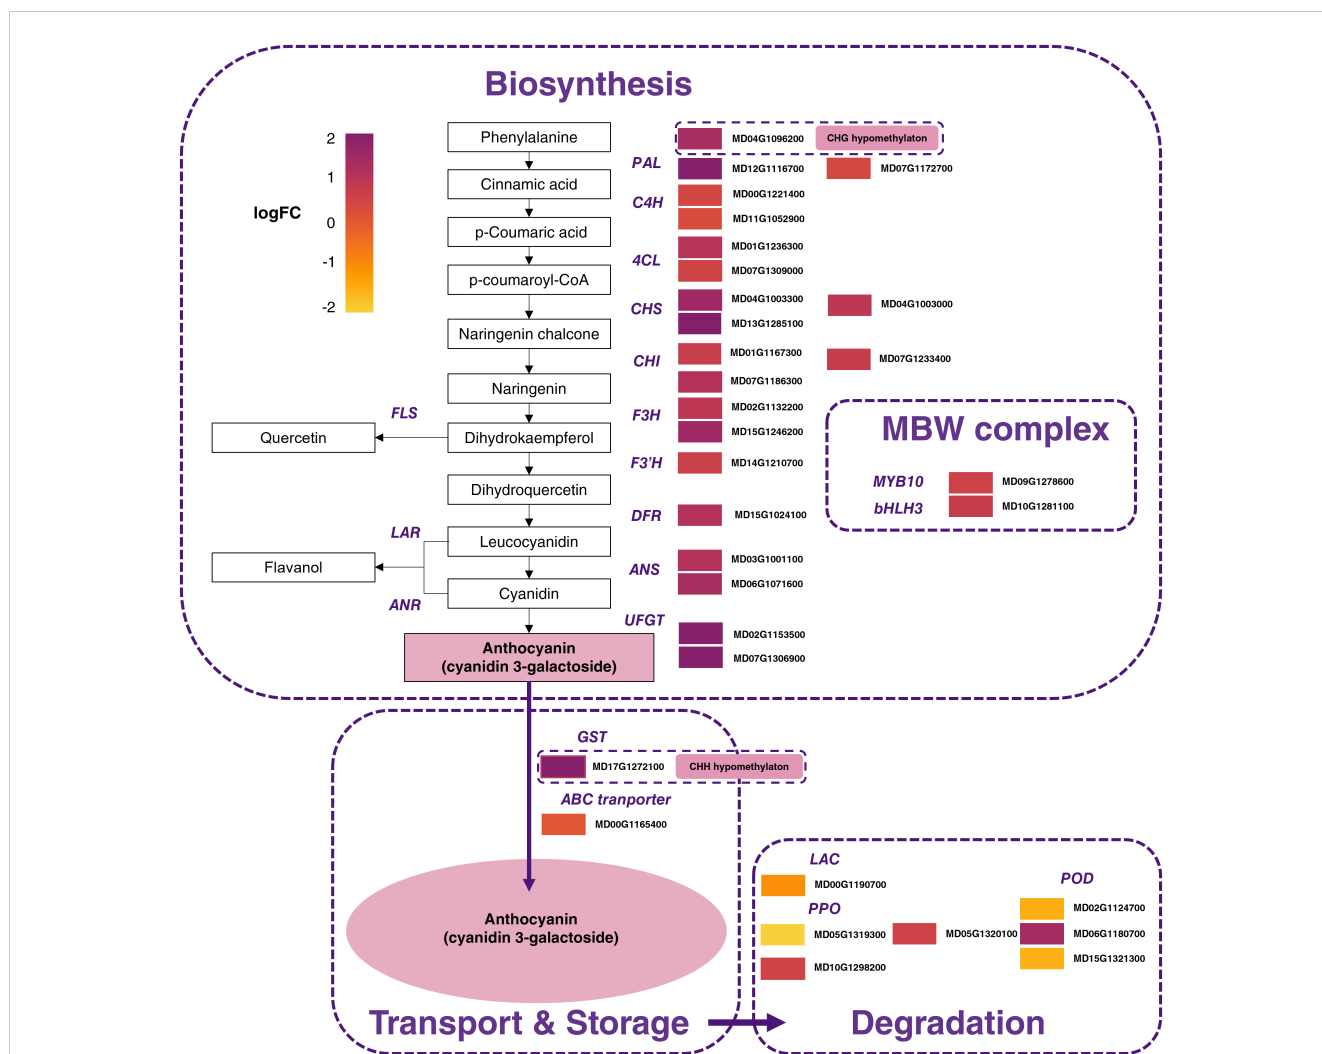 Biosynthesis
logFC
2
1
0
-1
-2
Phenylalanine
Cinnamic acid
p-Coumaric acid
p-coumaroyl-CoA
Naringenin chalcone
Naringenin
Dihydrokaempferol
Dihydroquercetin
Leucocyanidin
Cyanidin
Anthocyanin
(cyanidin 3-galactoside)
FLS
Quercetin
LAR
Flavanol
ANR
MD04G1096200 CHG hypomethylaton
PAL
MD12G1116700 MD07G1172700
C4H
MD00G1221400
MD11G1052900
4CL
MD01G1236300
MD07G1309000
CHS
MD04G1003300 MD04G1003000
MD13G1285100
CHI
MD01G1167300 MD07G1233400
MD07G1186300
F3H
MD02G1132200
MD15G1246200
F3'H
MD14G1210700
DFR
MD15G1024100
ANS
MD03G1001100
MD06G1071600
UFGT
MD02G1153500
MD07G1306900
MBW complex
MYB10 MD09G1278600
bHLH3 MD10G1281100
GST
MD17G1272100 CHH hypomethylaton
ABC tranporter
MD00G1165400
Anthocyanin
(cyanidin 3-galactoside)
Transport & Storage
LAC
MD00G1190700
PPO
MD05G1319300 MD05G1320100
MD10G1298200
POD
MD02G1124700
MD06G1180700
MD15G1321300
Degradation